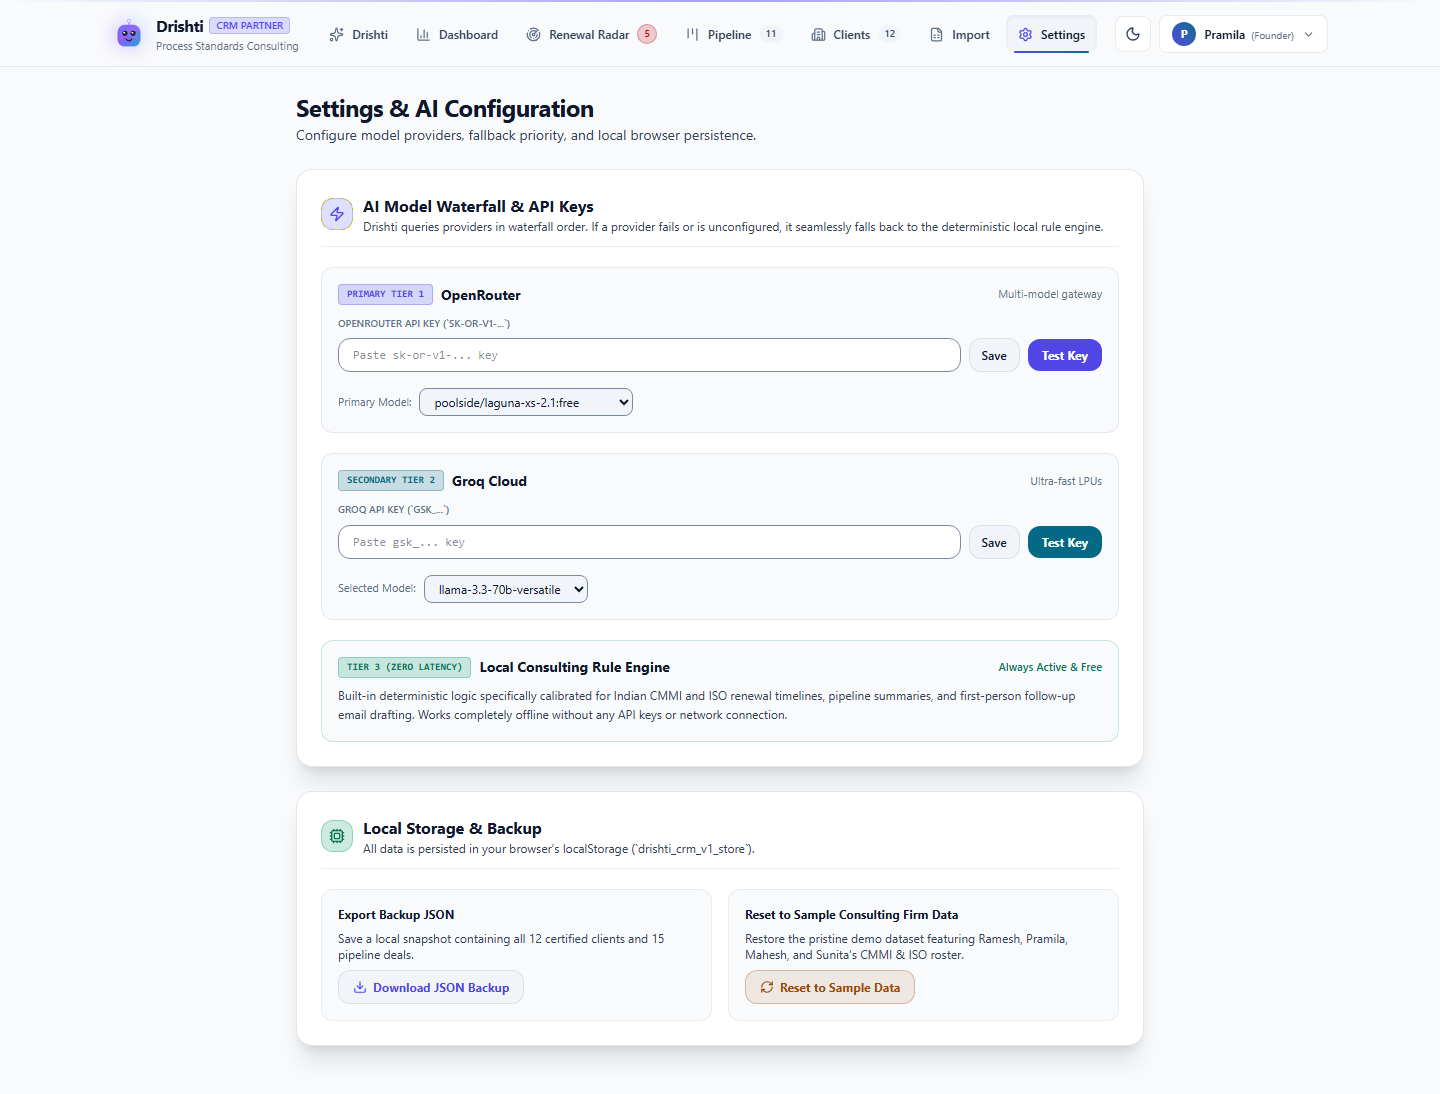 Drishti CRM PARTNER
Process Standards Consulting
Drishti
Dashboard
Renewal Radar 5
Pipeline 11
Clients 12
Import
Settings
P Pramila (Founder)
Settings & AI Configuration
Configure model providers, fallback priority, and local browser persistence.
AI Model Waterfall & API Keys
Drishti queries providers in waterfall order. If a provider fails or is unconfigured, it seamlessly falls back to the deterministic local rule engine.
PRIMARY TIER 1 OpenRouter Multi-model gateway
OPENROUTER API KEY (`SK-OR-V1-...`)
Paste sk-or-v1-... key Save Test Key
Primary Model: poolside/laguna-xs-2.1:free
SECONDARY TIER 2 Groq Cloud Ultra-fast LPUs
GROQ API KEY (`GSK_...`)
Paste gsk_... key Save Test Key
Selected Model: llama-3.3-70b-versatile
TIER 3 (ZERO LATENCY) Local Consulting Rule Engine Always Active & Free
Built-in deterministic logic specifically calibrated for Indian CMMI and ISO renewal timelines, pipeline summaries, and first-person follow-up
email drafting. Works completely offline without any API keys or network connection.
Local Storage & Backup
All data is persisted in your browser's localStorage (`drishti_crm_v1_store`).
Export Backup JSON
Save a local snapshot containing all 12 certified clients and 15
pipeline deals.
Download JSON Backup
Reset to Sample Consulting Firm Data
Restore the pristine demo dataset featuring Ramesh, Pramila,
Mahesh, and Sunita's CMMI & ISO roster.
Reset to Sample Data